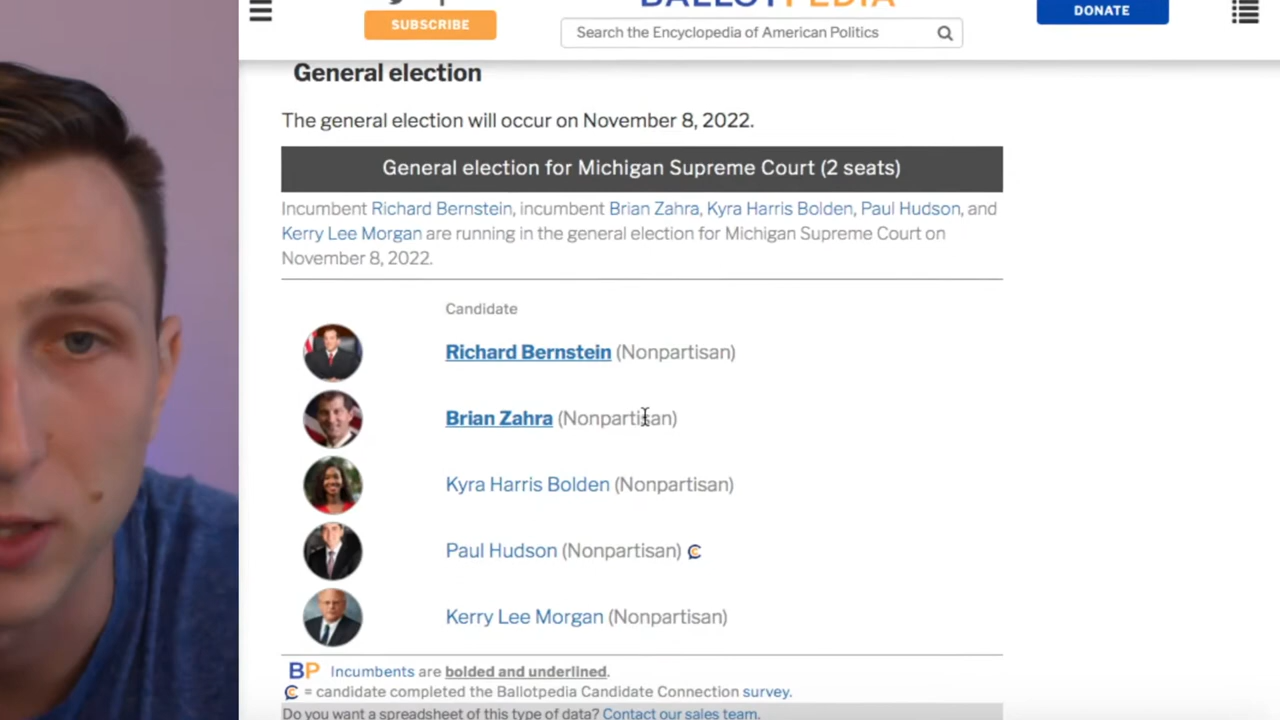 BALLOTPEDIA
SUBSCRIBE
Search the Encyclopedia of American Politics
DONATE
General election
The general election will occur on November 8, 2022.
General election for Michigan Supreme Court (2 seats)
Incumbent Richard Bernstein, incumbent Brian Zahra, Kyra Harris Bolden, Paul Hudson, and
Kerry Lee Morgan are running in the general election for Michigan Supreme Court on
November 8, 2022.
Candidate
Richard Bernstein (Nonpartisan)
Brian Zahra (Nonpartisan)
Kyra Harris Bolden (Nonpartisan)
Paul Hudson (Nonpartisan) C
Kerry Lee Morgan (Nonpartisan)
BP Incumbents are bolded and underlined.
C = candidate completed the Ballotpedia Candidate Connection survey.
Do you want a spreadsheet of this type of data? Contact our sales team.